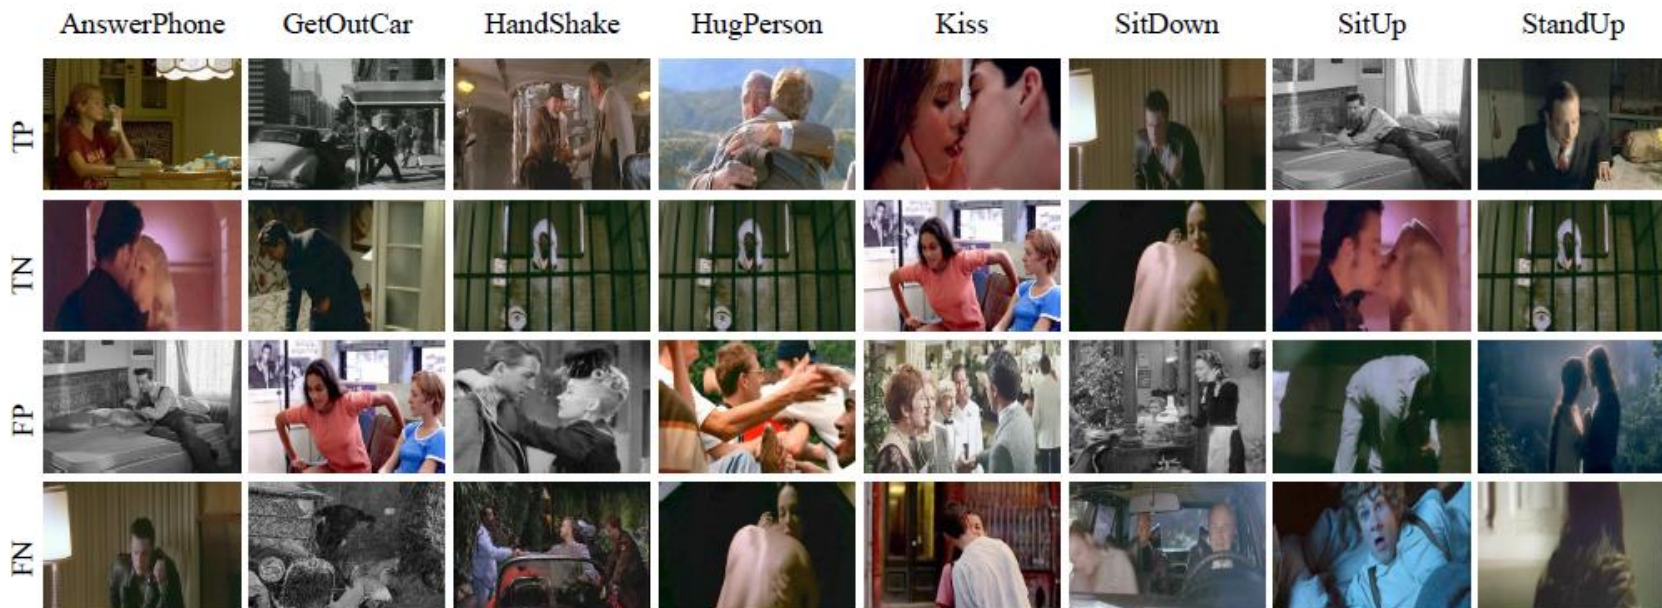 AnswerPhone GetOutCar HandShake HugPerson Kiss SitDown SitUp StandUp
TP
TN
FP
FN